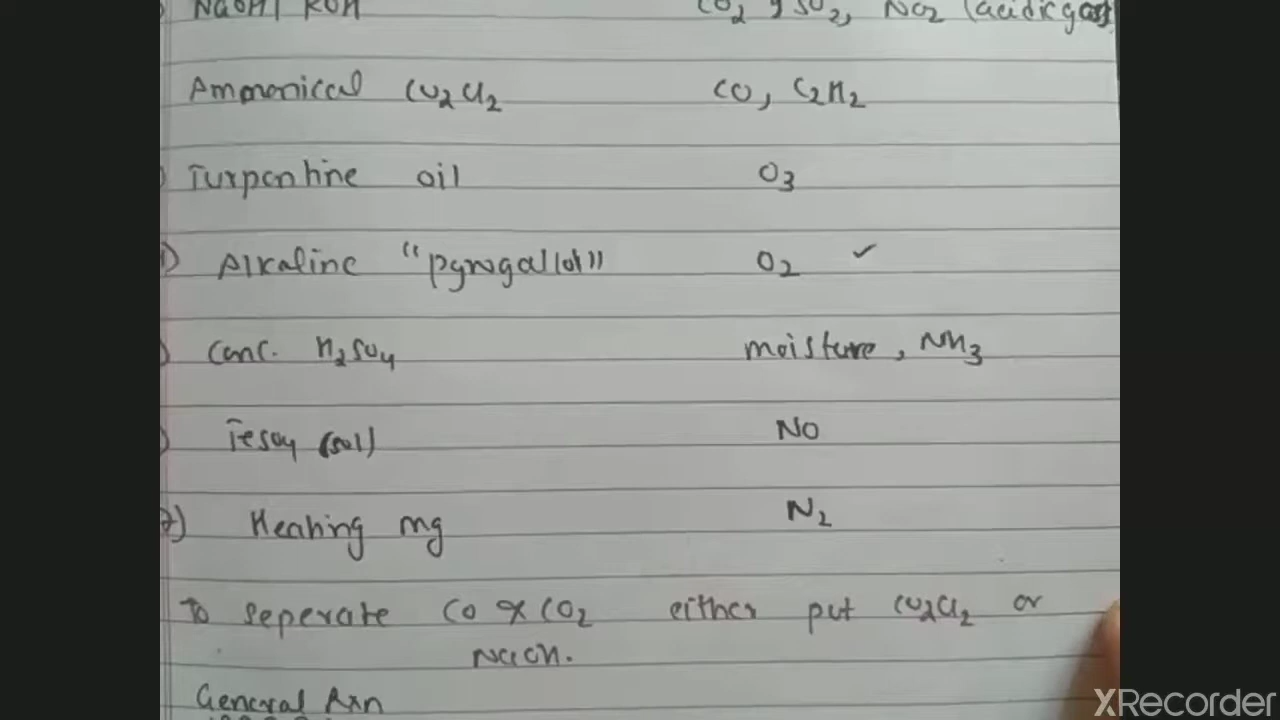 NaOH/ KOH CO2, SO2, NO2 (acidic gas)
Ammonical Cu2Cl2 CO, C2H2
Turpentine oil O3
Alkaline "pyrogallol" O2 ✓
Conc. H2SO4 moisture, NH3
FeSO4 (sol) NO
7) Heating mg N2
To seperate CO & CO2 either put Cu2Cl2 or
NaOH.
General Rxn
XRecorder